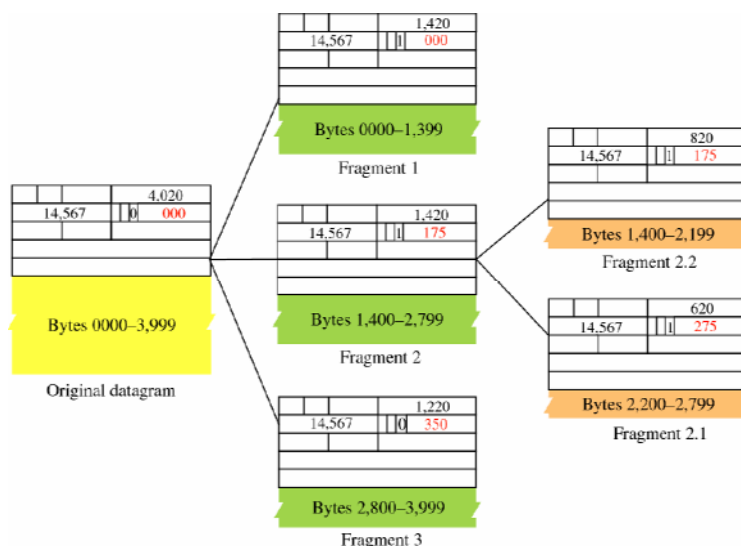 4,020
14,567 0 000
Bytes 0000–3,999
Original datagram
1,420
14,567 1 000
Bytes 0000–1,399
Fragment 1
1,420
14,567 1 175
Bytes 1,400–2,799
Fragment 2
1,220
14,567 0 350
Bytes 2,800–3,999
Fragment 3
820
14,567 1 175
Bytes 1,400–2,199
Fragment 2.2
620
14,567 1 275
Bytes 2,200–2,799
Fragment 2.1